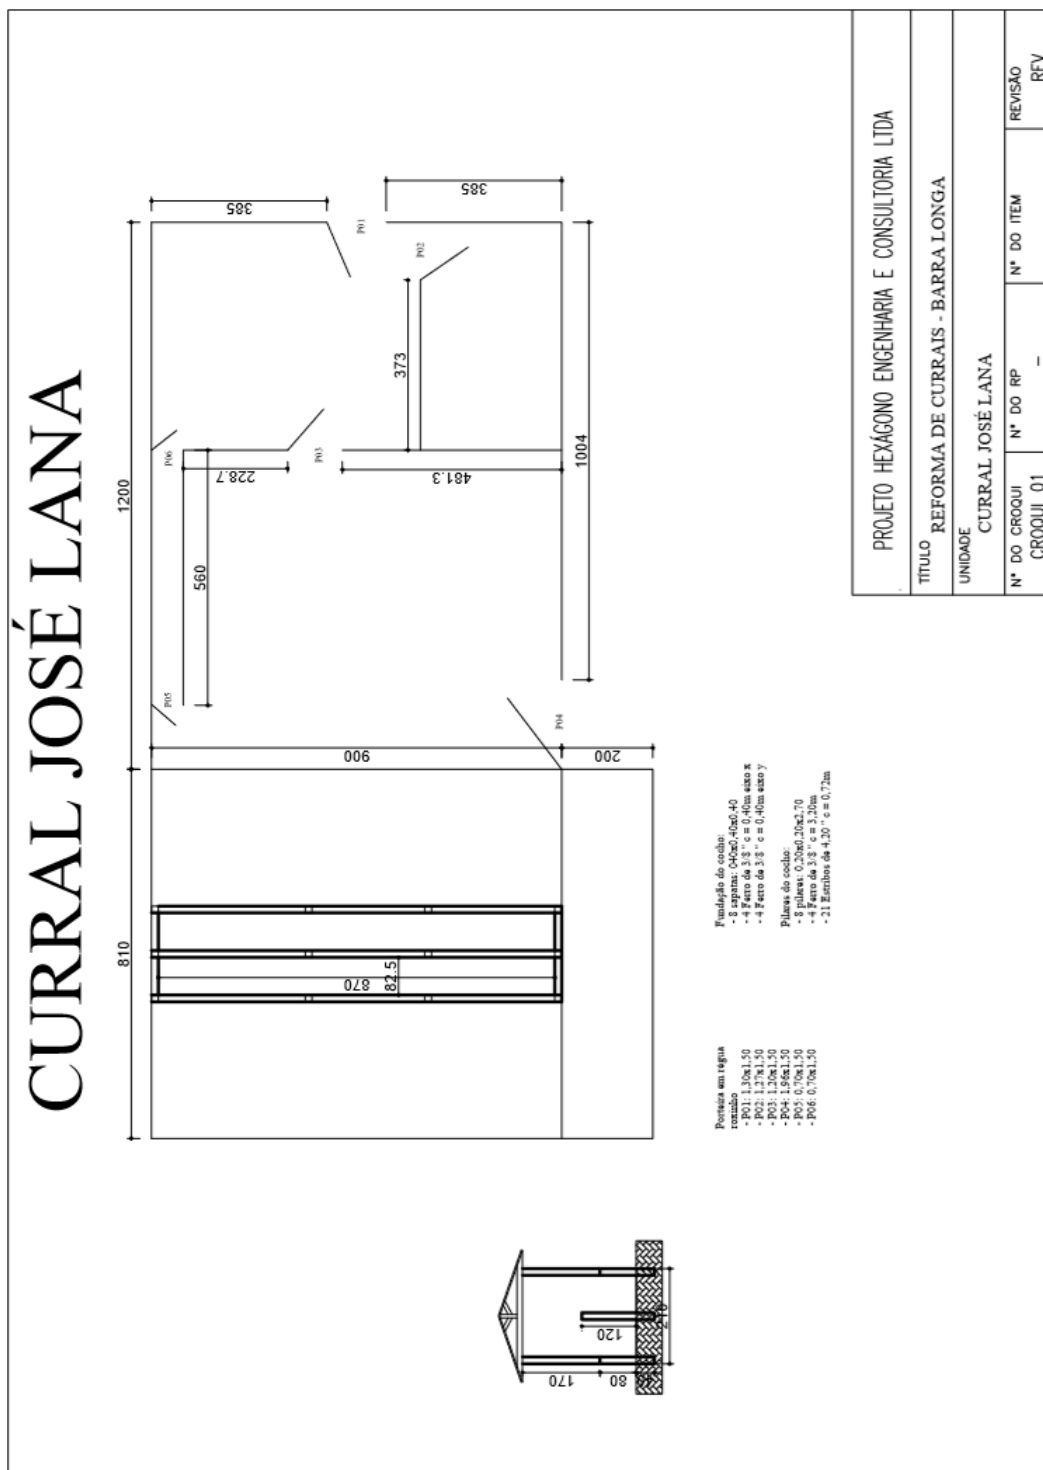 CURRAL JOSÉ LANA
1200
810
385
385
P01
P02
373
P06
P03
228.7
481.3
1004
560
P05
P04
900
200
870
82.5
Fundação do cocho:
- 8 sapatas: 040x0,40x0,40
- 4 Ferro de 3/8 " c = 0,40m eixo x
- 4 Ferro de 3/8 " c = 0,40m eixo y
Pilares do cocho:
- 8 pilares: 0,20x0,20x2,70
- 4 Ferro de 3/8 " c = 3,20m
- 21 Estribos de 4,20 " c = 0,72m
Porteira em régua
roxinho
- P01: 1,30x1,50
- P02: 1,27x1,50
- P03: 1,20x1,50
- P04: 1,96x1,50
- P05: 0,70x1,50
- P06: 0,70x1,50
170
80
120
PROJETO HEXÁGONO ENGENHARIA E CONSULTORIA LTDA
TÍTULO
REFORMA DE CURRAIS - BARRA LONGA
UNIDADE
CURRAL JOSÉ LANA
Nº DO CROQUI
CROQUI 01
Nº DO RP
–
Nº DO ITEM
REVISÃO
REV